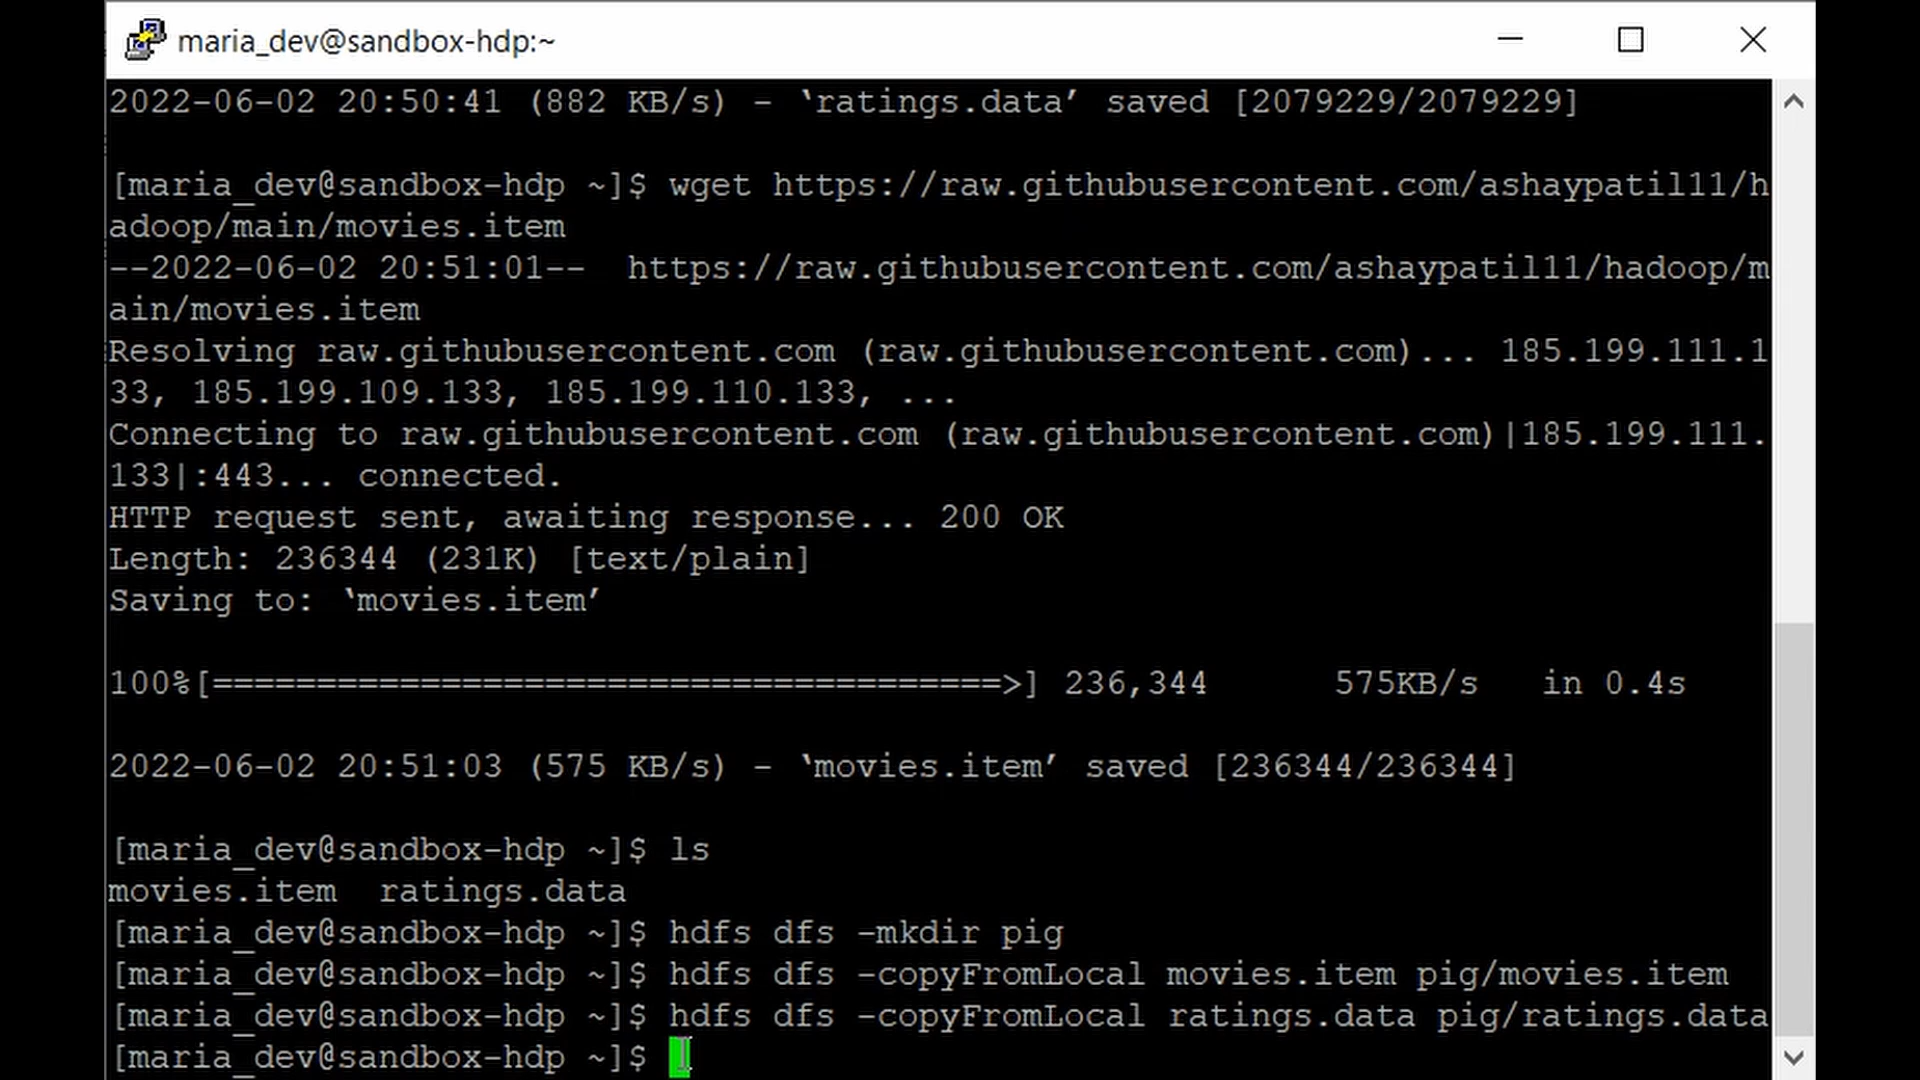 maria_dev@sandbox-hdp:~
2022-06-02 20:50:41 (882 KB/s) - ‘ratings.data’ saved [2079229/2079229]
[maria_dev@sandbox-hdp ~]$ wget https://raw.githubusercontent.com/ashaypatil11/h
adoop/main/movies.item
--2022-06-02 20:51:01--  https://raw.githubusercontent.com/ashaypatil11/hadoop/m
ain/movies.item
Resolving raw.githubusercontent.com (raw.githubusercontent.com)... 185.199.111.1
33, 185.199.109.133, 185.199.110.133, ...
Connecting to raw.githubusercontent.com (raw.githubusercontent.com)|185.199.111.
133|:443... connected.
HTTP request sent, awaiting response... 200 OK
Length: 236344 (231K) [text/plain]
Saving to: ‘movies.item’
100%[======================================>] 236,344      575KB/s   in 0.4s
2022-06-02 20:51:03 (575 KB/s) - ‘movies.item’ saved [236344/236344]
[maria_dev@sandbox-hdp ~]$ ls
movies.item  ratings.data
[maria_dev@sandbox-hdp ~]$ hdfs dfs -mkdir pig
[maria_dev@sandbox-hdp ~]$ hdfs dfs -copyFromLocal movies.item pig/movies.item
[maria_dev@sandbox-hdp ~]$ hdfs dfs -copyFromLocal ratings.data pig/ratings.data
[maria_dev@sandbox-hdp ~]$